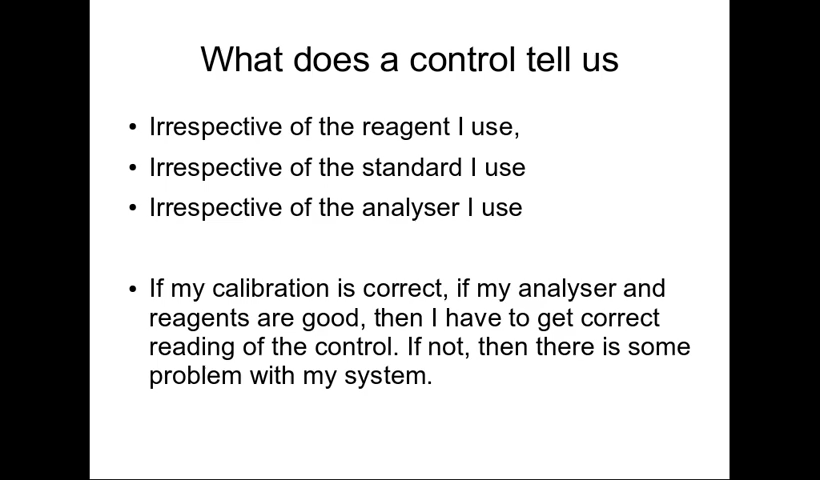 What does a control tell us
• Irrespective of the reagent I use,
• Irrespective of the standard I use
• Irrespective of the analyser I use
• If my calibration is correct, if my analyser and
reagents are good, then I have to get correct
reading of the control. If not, then there is some
problem with my system.